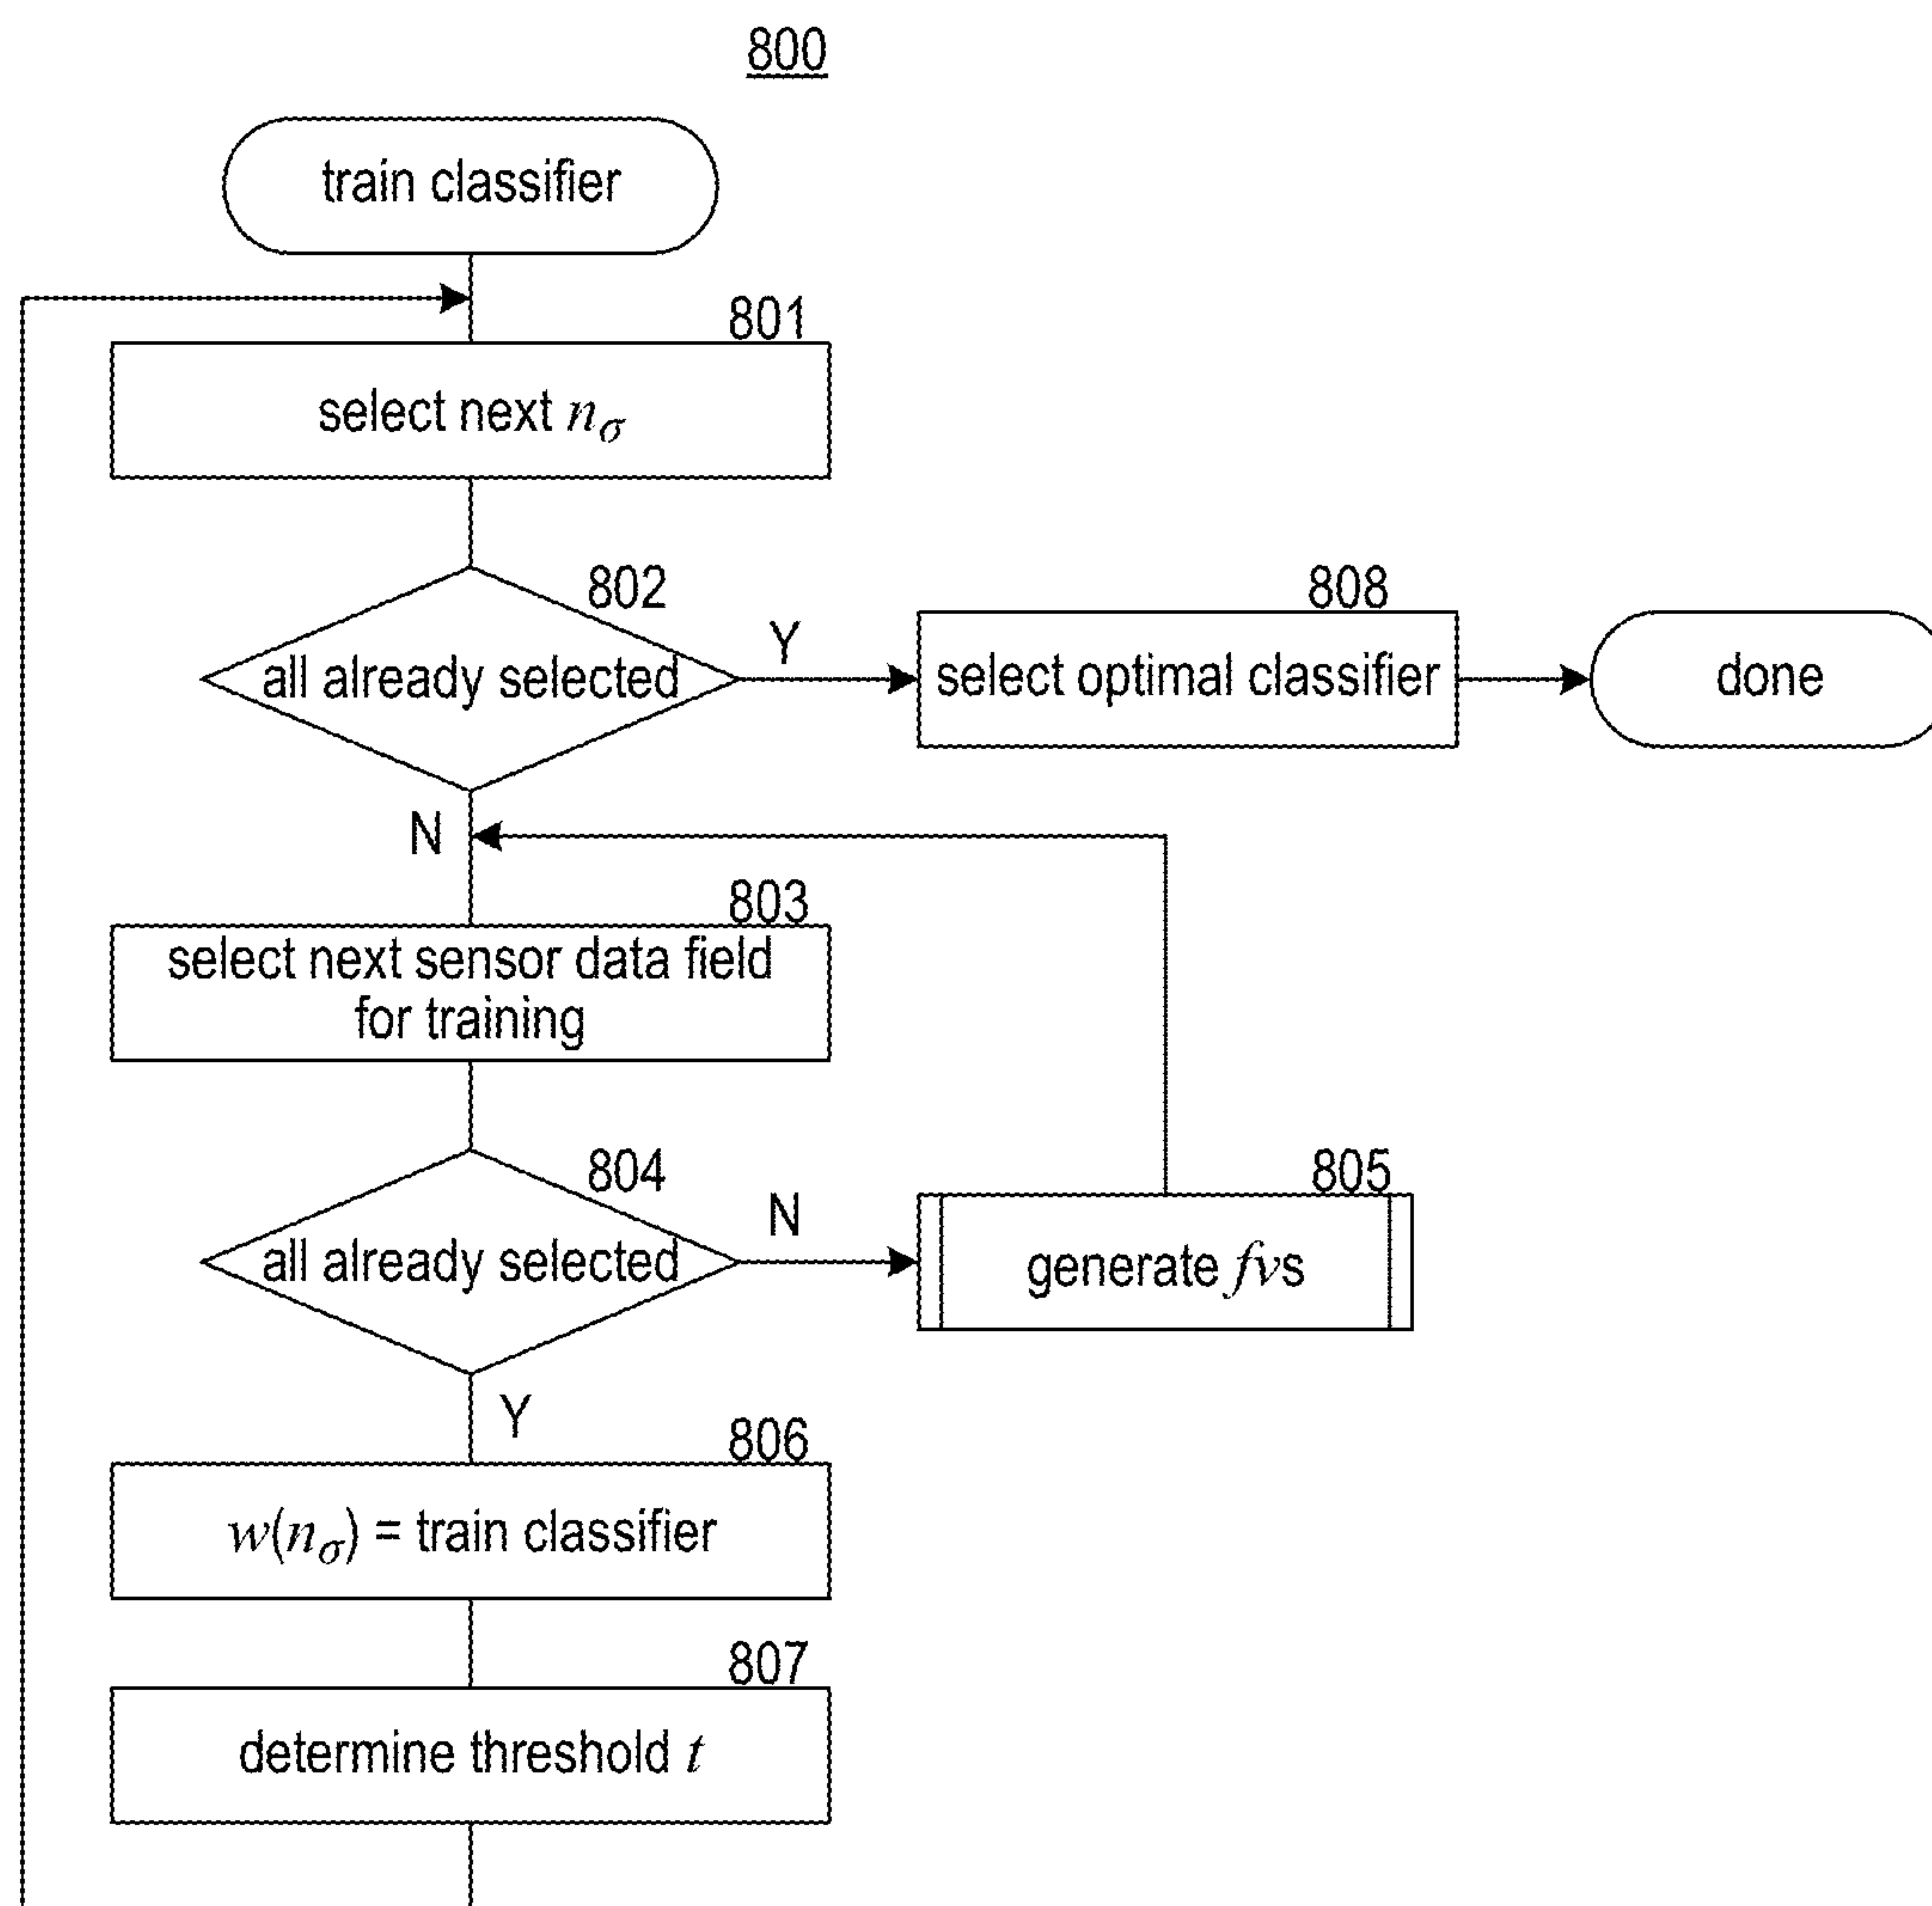 800
train classifier
801
select next nσ
802
all already selected
Y
808
select optimal classifier
done
N
803
select next sensor data field
for training
804
all already selected
N
805
generate fvs
Y
806
w(nσ) = train classifier
807
determine threshold t